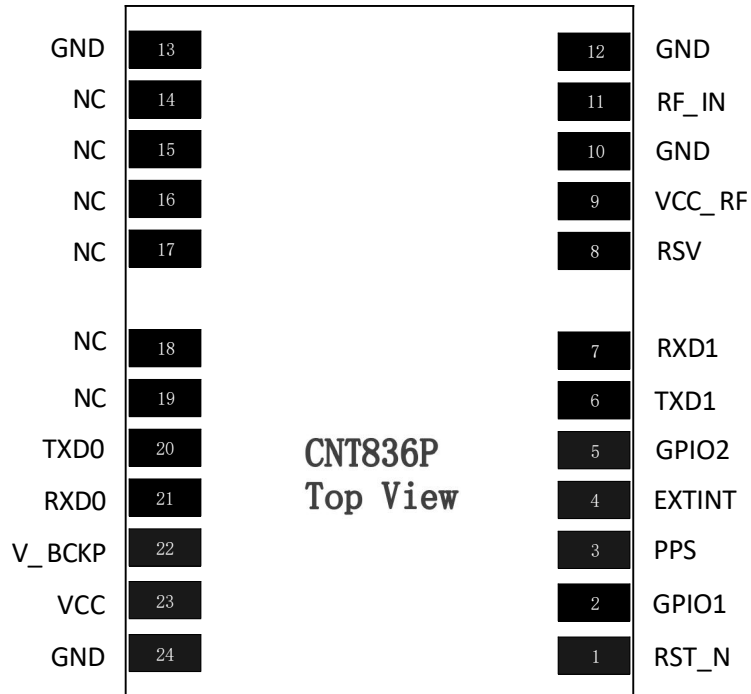 GND 13 12 GND
NC 14 11 RF_IN
NC 15 10 GND
NC 16 9 VCC_RF
NC 17 8 RSV
NC 18 7 RXD1
NC 19 6 TXD1
TXD0 20 5 GPIO2
RXD0 21 4 EXTINT
V_BCKP 22 3 PPS
VCC 23 2 GPIO1
GND 24 1 RST_N
CNT836P
Top View